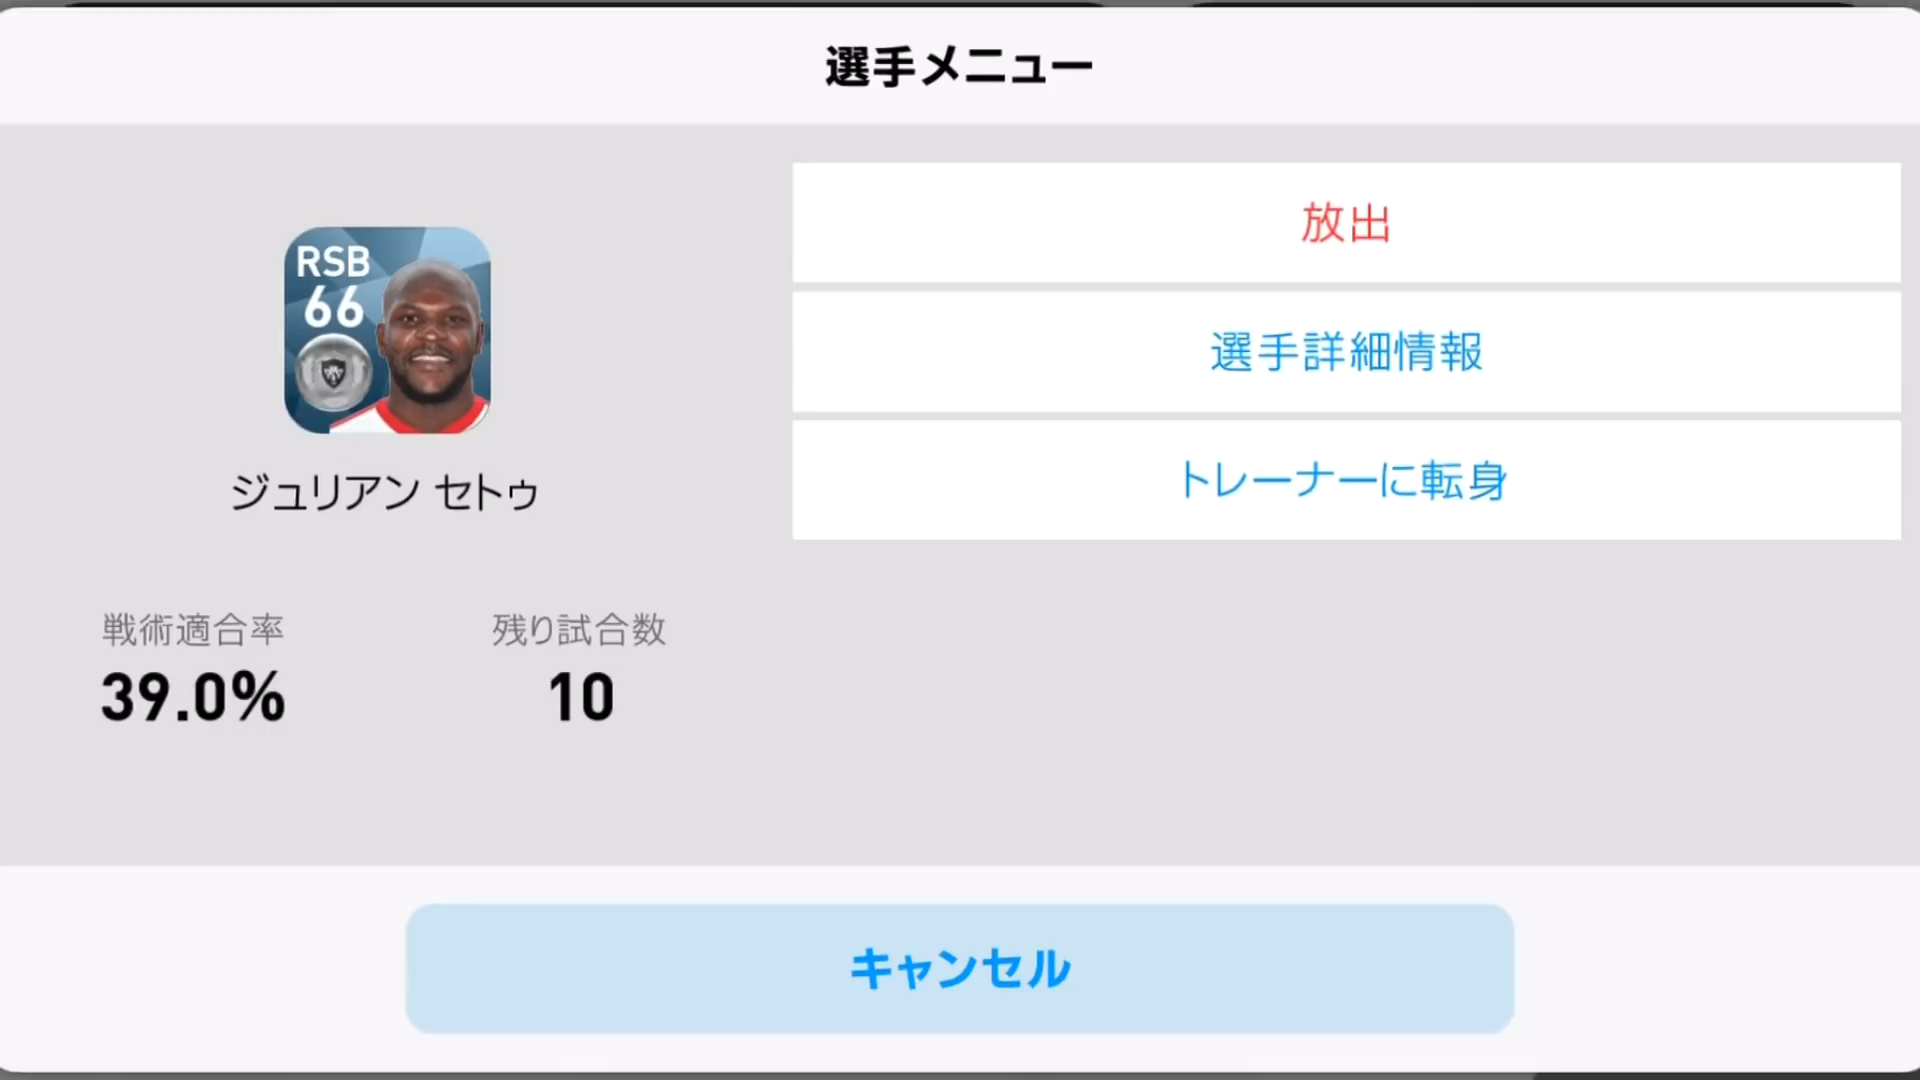 選手メニュー
RSB
66
ジュリアン セトゥ
戦術適合率
39.0%
残り試合数
10
放出
選手詳細情報
トレーナーに転身
キャンセル